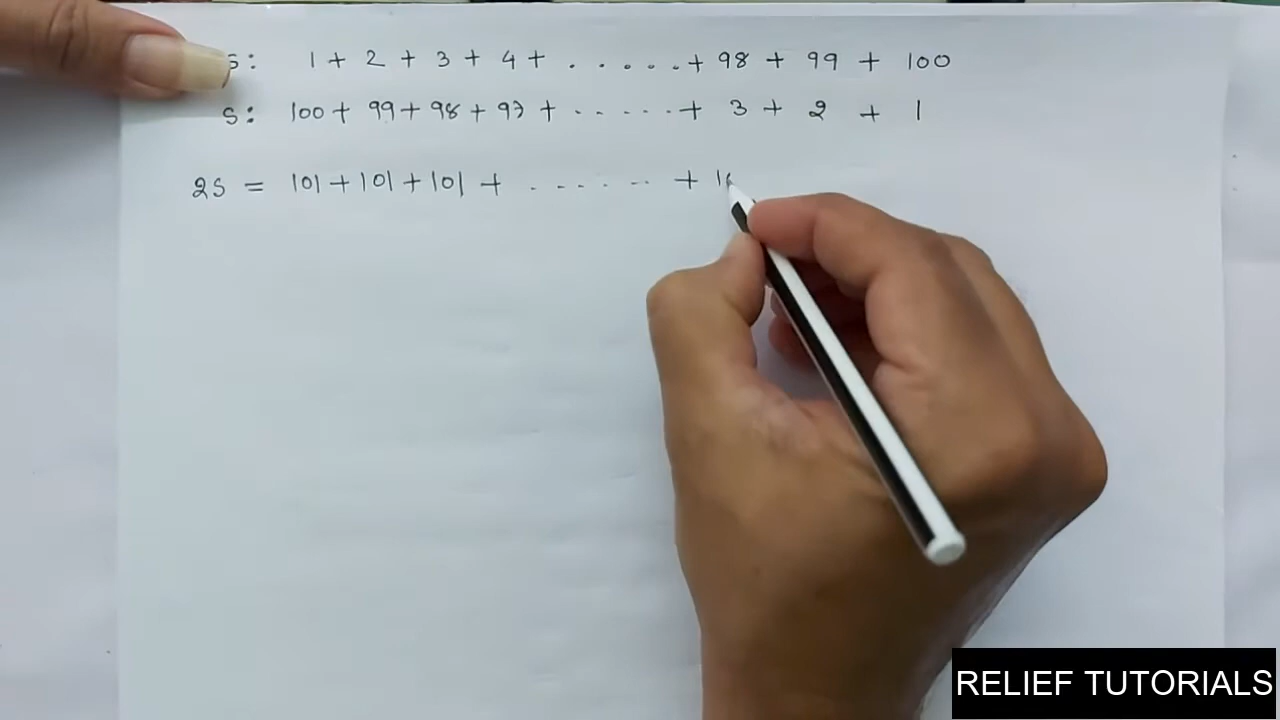 S: 1 + 2 + 3 + 4 + . . . . . . + 98 + 99 + 100
S: 100 + 99 + 98 + 97 + . . . . . . + 3 + 2 + 1
2S = 101 + 101 + 101 + . . . . . . . + 10
RELIEF TUTORIALS